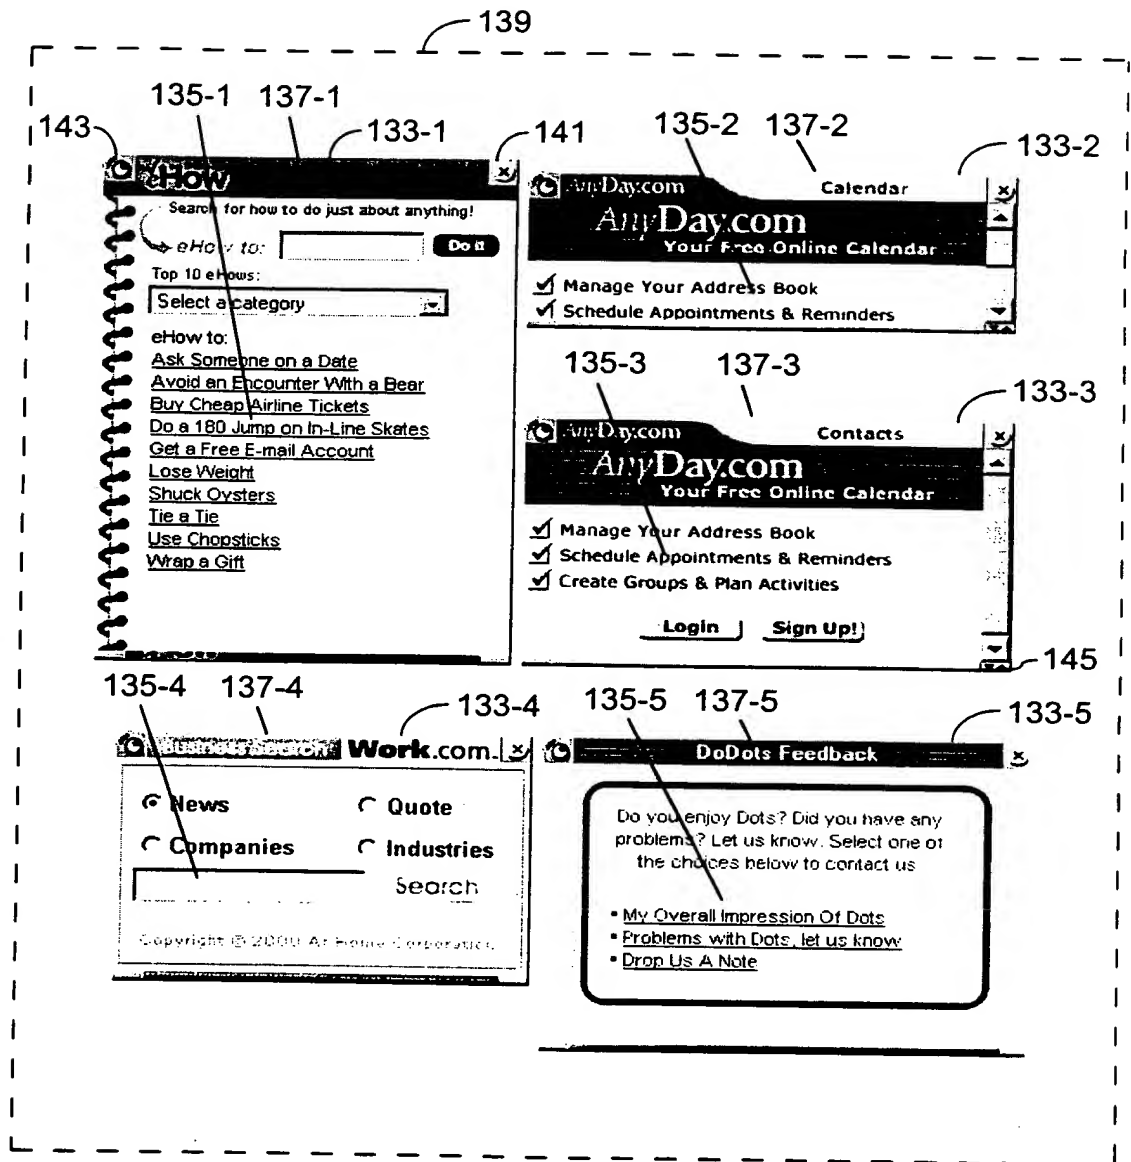 139
135-1 137-1
143 133-1 141
eHow
Search for how to do just about anything!
eHow to: Do it
Top 10 eHows:
Select a category
eHow to:
Ask Someone on a Date
Avoid an Encounter With a Bear
Buy Cheap Airline Tickets
Do a 180 Jump on In-Line Skates
Get a Free E-mail Account
Lose Weight
Shuck Oysters
Tie a Tie
Use Chopsticks
Wrap a Gift
135-2 137-2
133-2
AnyDay.com Calendar
AnyDay.com
Your Free Online Calendar
Manage Your Address Book
Schedule Appointments & Reminders
135-3 137-3
133-3
AnyDay.com Contacts
AnyDay.com
Your Free Online Calendar
Manage Your Address Book
Schedule Appointments & Reminders
Create Groups & Plan Activities
Login Sign Up!
145
135-4 137-4
133-4
Business Search Work.com
News Quote
Companies Industries
Search
Copyright © 2000 At Home Corporation
135-5 137-5
133-5
DoDots Feedback
Do you enjoy Dots? Did you have any
problems? Let us know. Select one of
the choices below to contact us
My Overall Impression Of Dots
Problems with Dots, let us know
Drop Us A Note